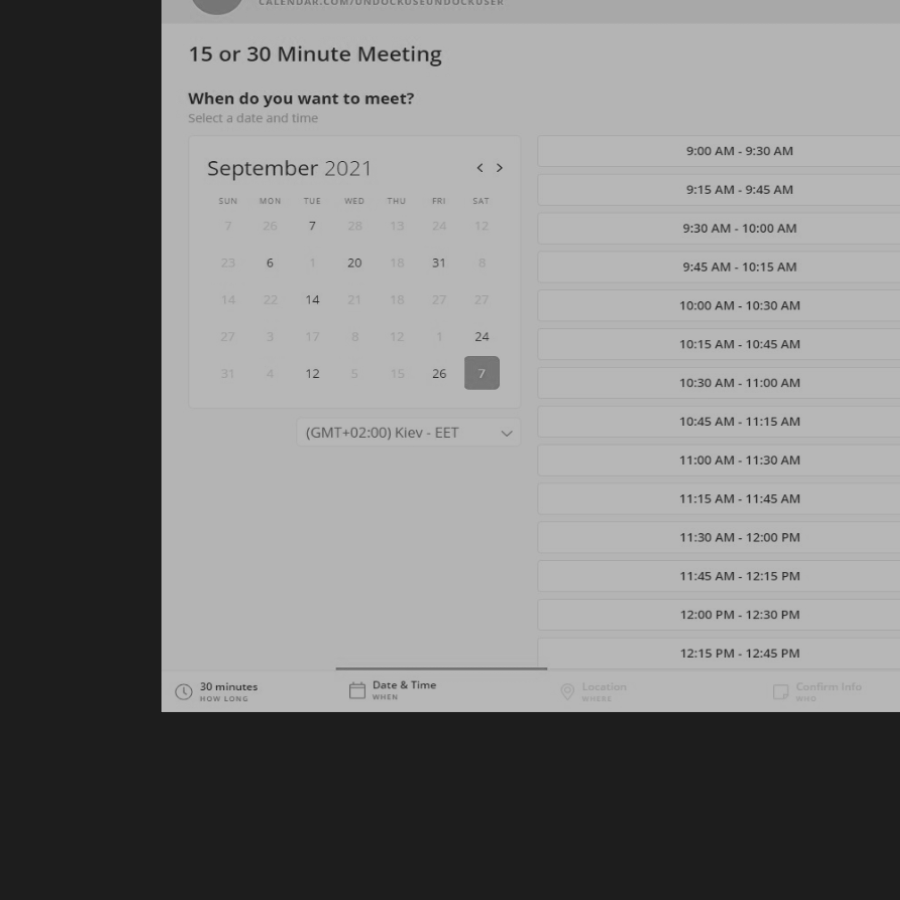 CALENDAR.COM/UNDOCKUSEUNDOCKUSER
15 or 30 Minute Meeting
When do you want to meet?
Select a date and time
September 2021
< >
SUN MON TUE WED THU FRI SAT
7 26 7 28 13 24 12
23 6 1 20 18 31 8
14 22 14 21 18 27 27
27 3 17 8 12 1 24
31 4 12 5 15 26 7
(GMT+02:00) Kiev - EET
9:00 AM - 9:30 AM
9:15 AM - 9:45 AM
9:30 AM - 10:00 AM
9:45 AM - 10:15 AM
10:00 AM - 10:30 AM
10:15 AM - 10:45 AM
10:30 AM - 11:00 AM
10:45 AM - 11:15 AM
11:00 AM - 11:30 AM
11:15 AM - 11:45 AM
11:30 AM - 12:00 PM
11:45 AM - 12:15 PM
12:00 PM - 12:30 PM
12:15 PM - 12:45 PM
30 minutes
HOW LONG
Date & Time
WHEN
Location
WHERE
Confirm Info
WHO